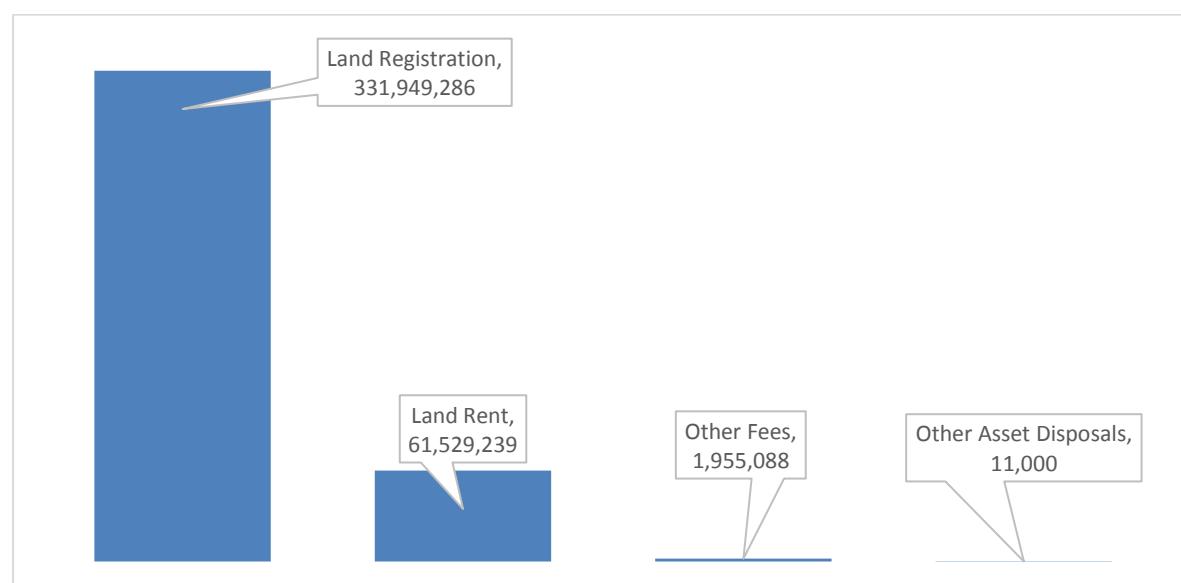 Land Registration,
331,949,286
Land Rent,
61,529,239
Other Fees,
1,955,088
Other Asset Disposals,
11,000